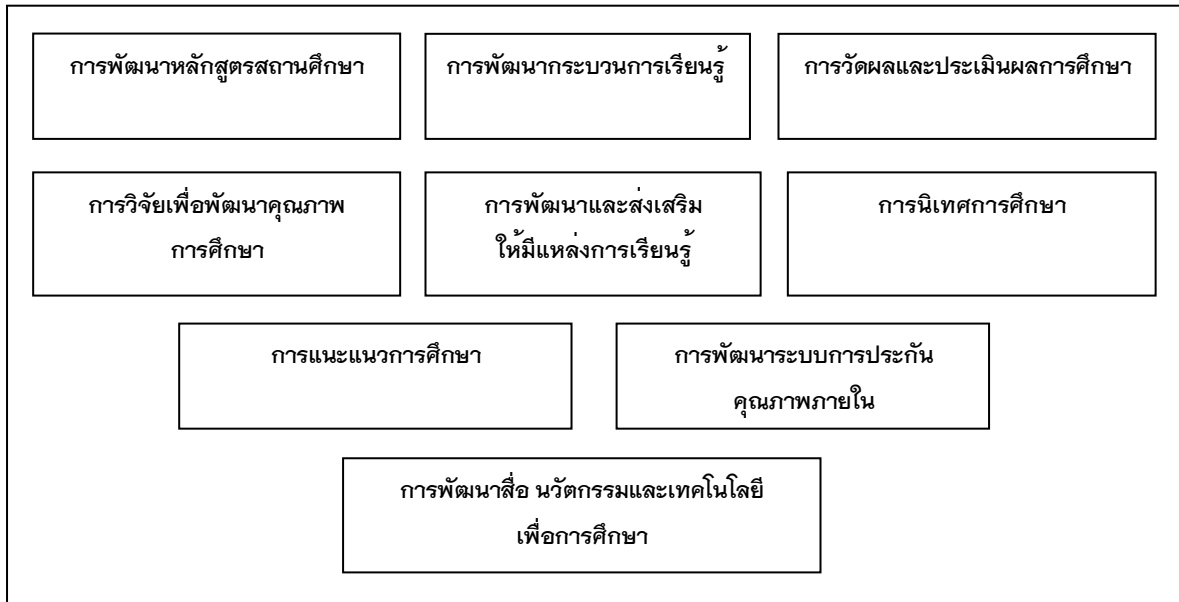 การพัฒนาหลักสูตรสถานศึกษา
การพัฒนากระบวนการเรียนรู้
การวัดผลและประเมินผลการศึกษา
การวิจัยเพื่อพัฒนาคุณภาพ
การศึกษา
การพัฒนาและส่งเสริม
ให้มีแหล่งการเรียนรู้
การนิเทศการศึกษา
การแนะแนวการศึกษา
การพัฒนาระบบการประกัน
คุณภาพภายใน
การพัฒนาสื่อ นวัตกรรมและเทคโนโลยี
เพื่อการศึกษา